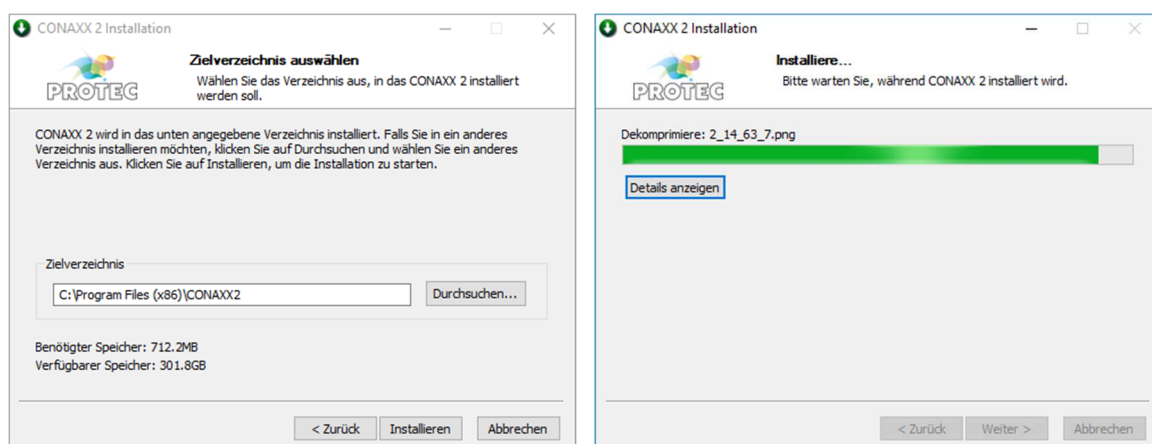 CONAXX 2 Installation
PROTEC
Zielverzeichnis auswählen
Wählen Sie das Verzeichnis aus, in das CONAXX 2 installiert
werden soll.
CONAXX 2 wird in das unten angegebene Verzeichnis installiert. Falls Sie in ein anderes
Verzeichnis installieren möchten, klicken Sie auf Durchsuchen und wählen Sie ein anderes
Verzeichnis aus. Klicken Sie auf Installieren, um die Installation zu starten.
Zielverzeichnis
C:\Program Files (x86)\CONAXX2
Durchsuchen...
Benötigter Speicher: 712.2MB
Verfügbarer Speicher: 301.8GB
< Zurück Installieren Abbrechen
CONAXX 2 Installation
PROTEC
Installiere...
Bitte warten Sie, während CONAXX 2 installiert wird.
Dekomprimiere: 2_14_63_7.png
Details anzeigen
< Zurück Weiter > Abbrechen